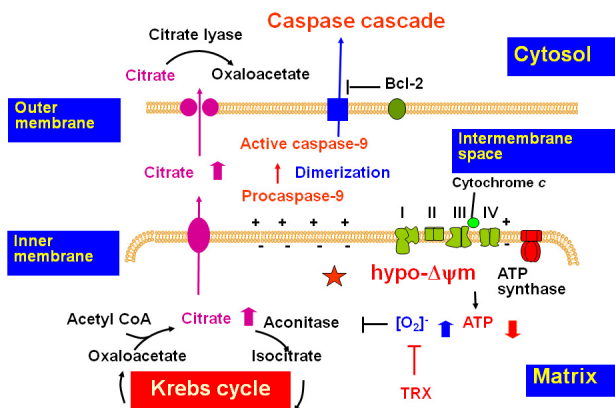 Caspase cascade
Citrate lyase
Cytosol
Citrate
Oxaloacetate
Bcl-2
Outer
membrane
Active caspase-9
Intermembrane
space
Citrate
Dimerization
Cytochrome c
Procaspase-9
I II III IV
+ + + + +
Inner
membrane
- - - - -
hypo-Δψm
ATP
synthase
Acetyl CoA
Citrate
Aconitase
[O₂]⁻
ATP
Oxaloacetate
Isocitrate
Krebs cycle
TRX
Matrix